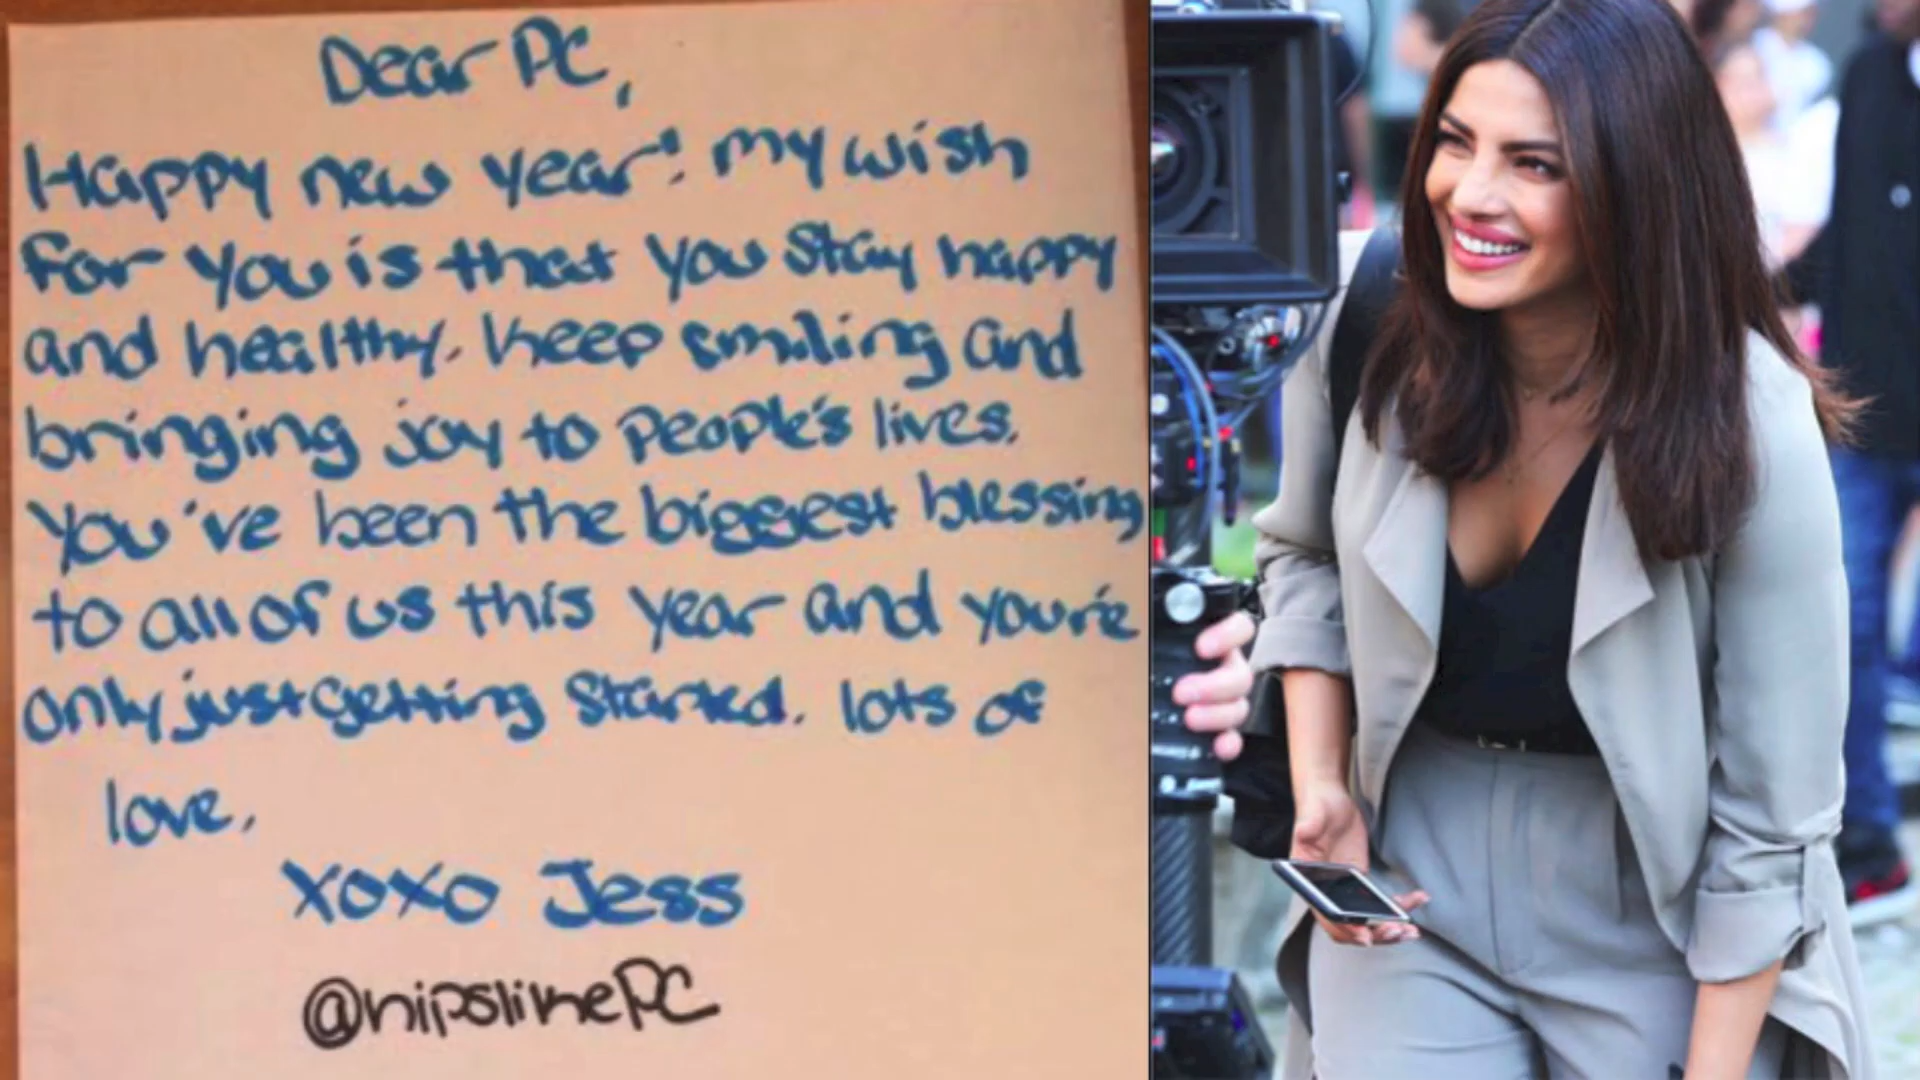 Dear PC,
Happy new year! my wish
for you is that you stay happy
and healthy. Keep smiling and
bringing joy to people's lives.
You've been the biggest blessing
to all of us this year and you're
only just getting started. lots of
love,
xoxo Jess
@hipslikePC